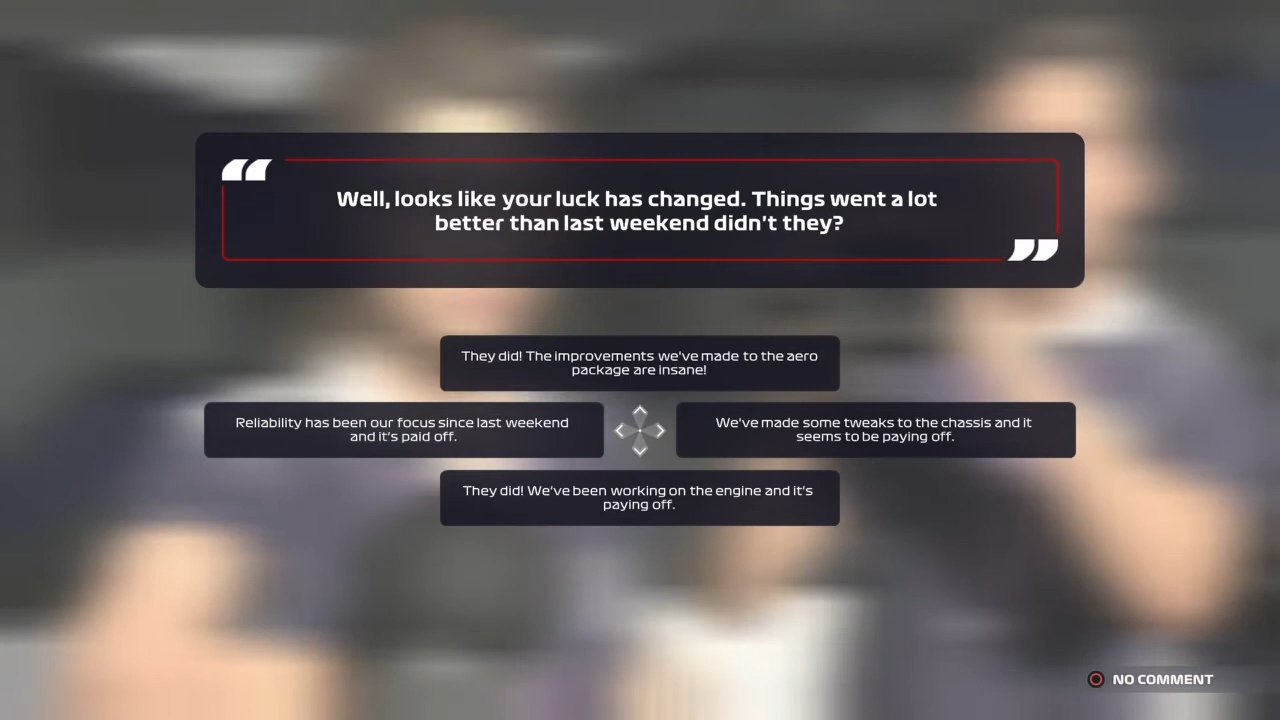 Well, looks like your luck has changed. Things went a lot
better than last weekend didn't they?
They did! The improvements we've made to the aero
package are insane!
Reliability has been our focus since last weekend
and it's paid off.
We've made some tweaks to the chassis and it
seems to be paying off.
They did! We've been working on the engine and it's
paying off.
NO COMMENT